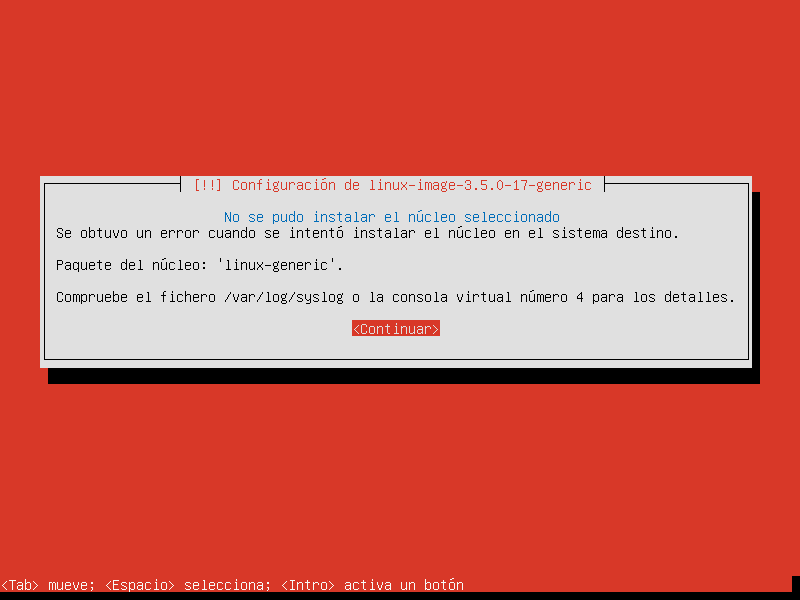 [!!] Configuración de linux-image-3.5.0-17-generic
No se pudo instalar el núcleo seleccionado
Se obtuvo un error cuando se intentó instalar el núcleo en el sistema destino.
Paquete del núcleo: 'linux-generic'.
Compruebe el fichero /var/log/syslog o la consola virtual número 4 para los detalles.
<Continuar>
<Tab> mueve; <Espacio> selecciona; <Intro> activa un botón